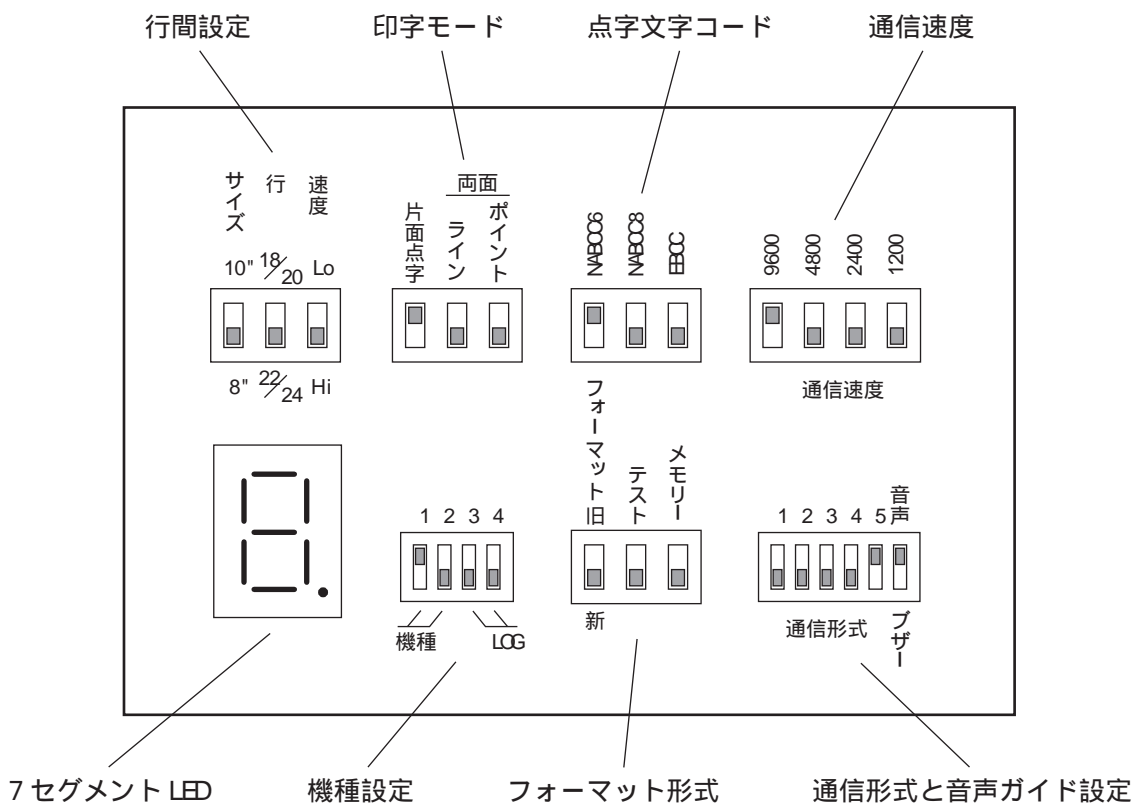 行間設定
印字モード
点字文字コード
通信速度
サイズ
行
速度
10"
18/20
Lo
8"
22/24
Hi
両面
片面点字
ライン
ポイント
NABCC6
NABCC8
EBCC
9600
4800
2400
1200
通信速度
1 2 3 4
機種
LOG
フォーマット旧
テスト
メモリー
新
1 2 3 4 5
音声
通信形式
ブザー
7セグメントLED
機種設定
フォーマット形式
通信形式と音声ガイド設定